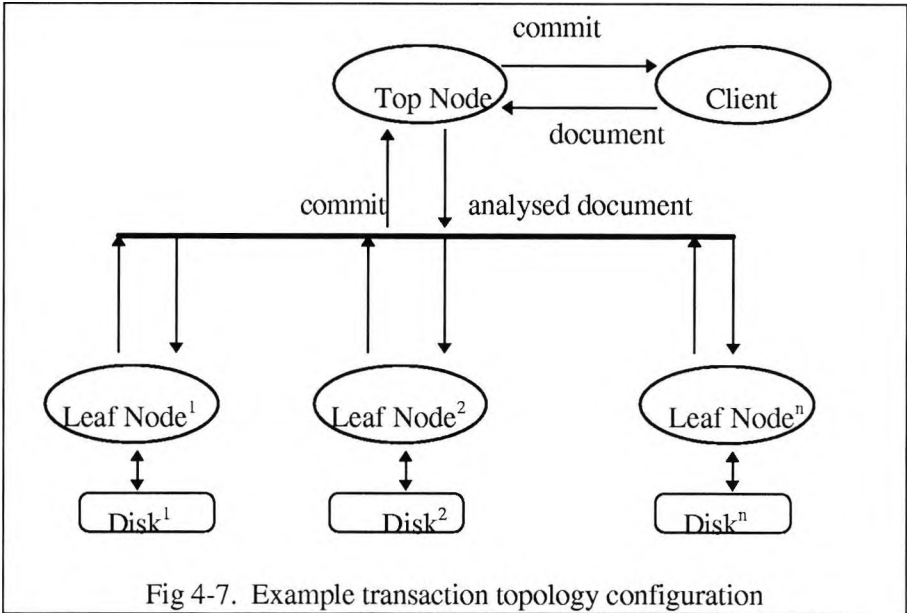 commit
Top Node
Client
document
commit
analysed document
Leaf Node¹
Leaf Node²
Leaf Nodeⁿ
Disk¹
Disk²
Diskⁿ
Fig 4-7. Example transaction topology configuration